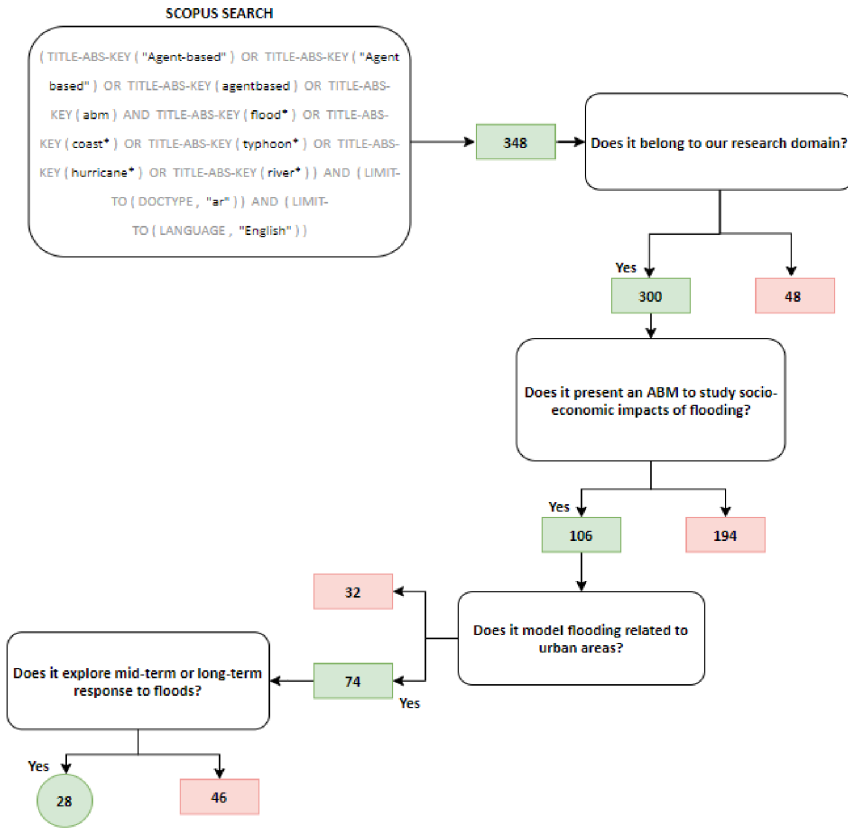 SCOPUS SEARCH
( TITLE-ABS-KEY ( "Agent-based" ) OR TITLE-ABS-KEY ( "Agent
based" ) OR TITLE-ABS-KEY ( agentbased ) OR TITLE-ABS-
KEY ( abm ) AND TITLE-ABS-KEY ( flood* ) OR TITLE-ABS-
KEY ( coast* ) OR TITLE-ABS-KEY ( typhoon* ) OR TITLE-ABS-
KEY ( hurricane* ) OR TITLE-ABS-KEY ( river* ) ) AND ( LIMIT-
TO ( DOCTYPE , "ar" ) ) AND ( LIMIT-
TO ( LANGUAGE , "English" ) )
348
Does it belong to our research domain?
Yes
300
48
Does it present an ABM to study socio-
economic impacts of flooding?
Yes
106
194
Does it model flooding related to
urban areas?
32
74
Yes
Does it explore mid-term or long-term
response to floods?
Yes
28
46